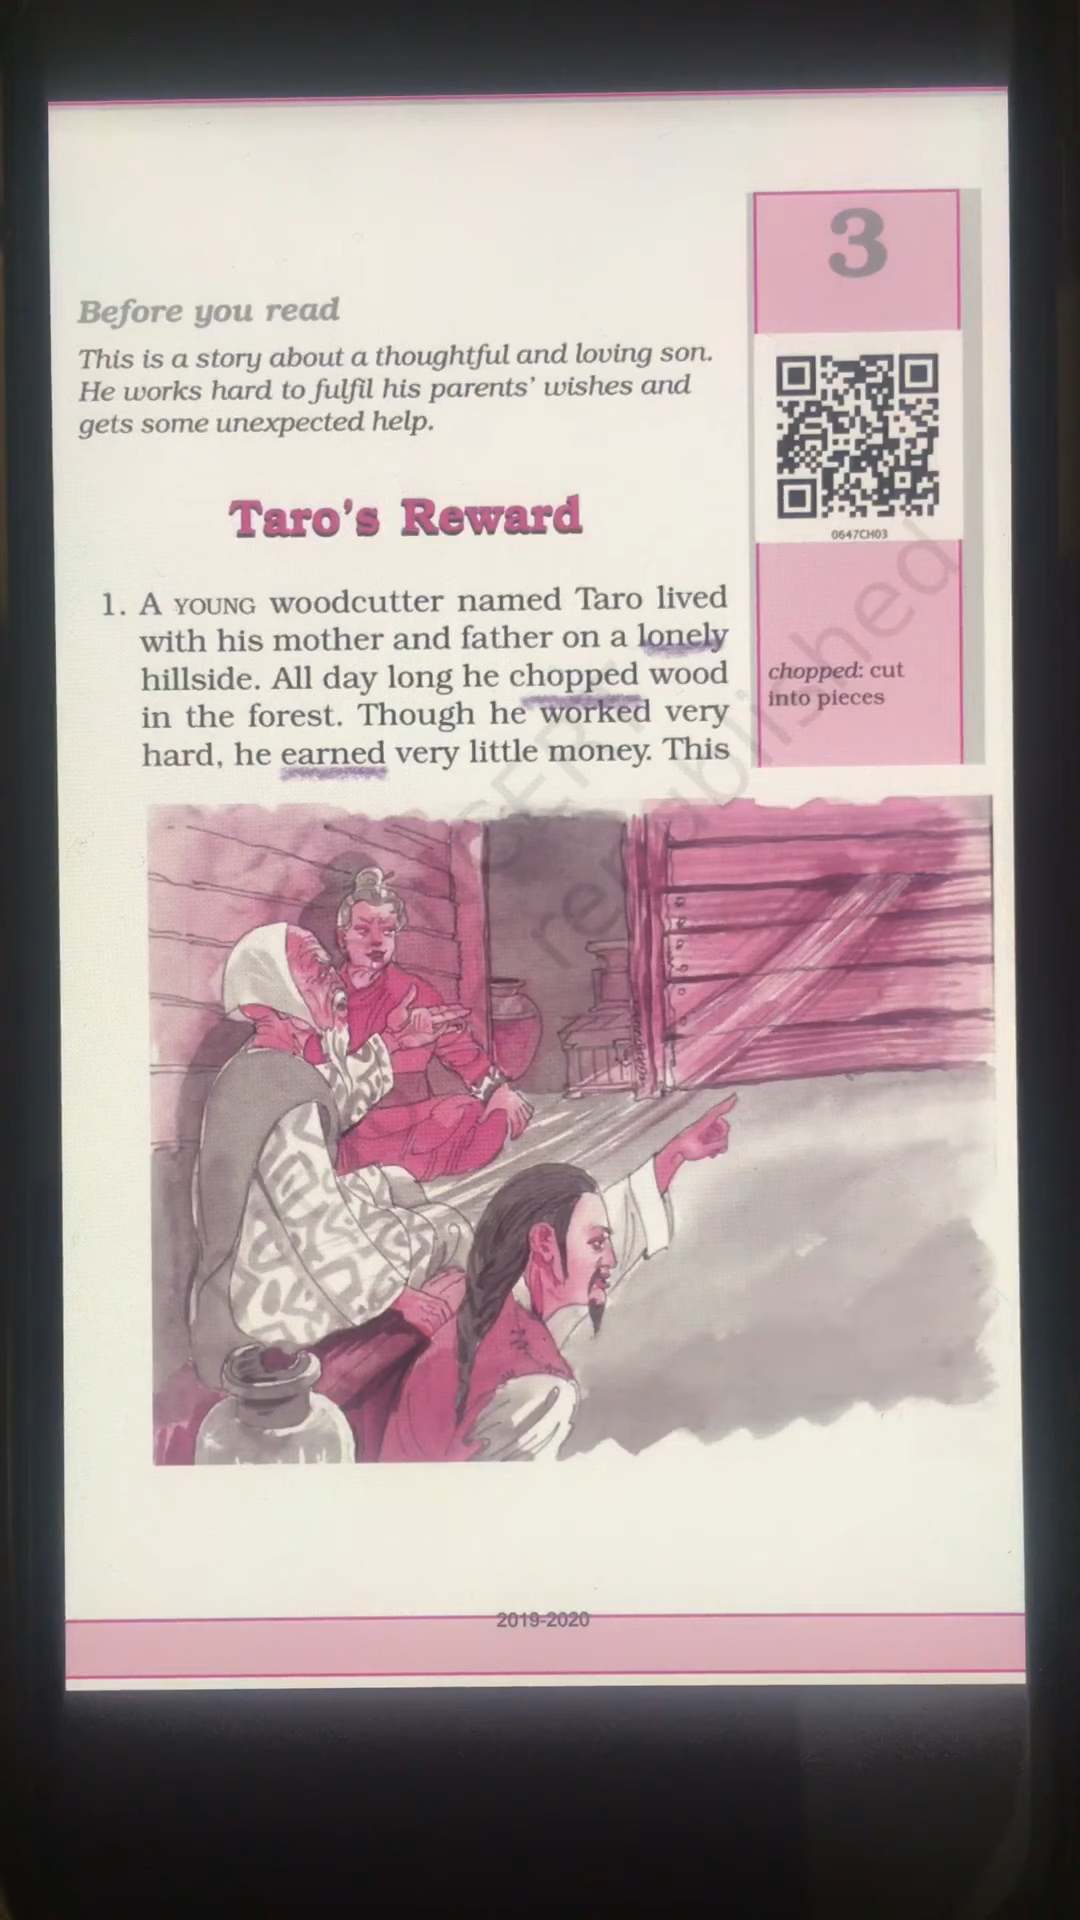 3
Before you read
This is a story about a thoughtful and loving son.
He works hard to fulfil his parents' wishes and
gets some unexpected help.
0647CH03
Taro's Reward
1. A YOUNG woodcutter named Taro lived
with his mother and father on a lonely
hillside. All day long he chopped wood
in the forest. Though he worked very
hard, he earned very little money. This
chopped: cut
into pieces
republished
2019-2020